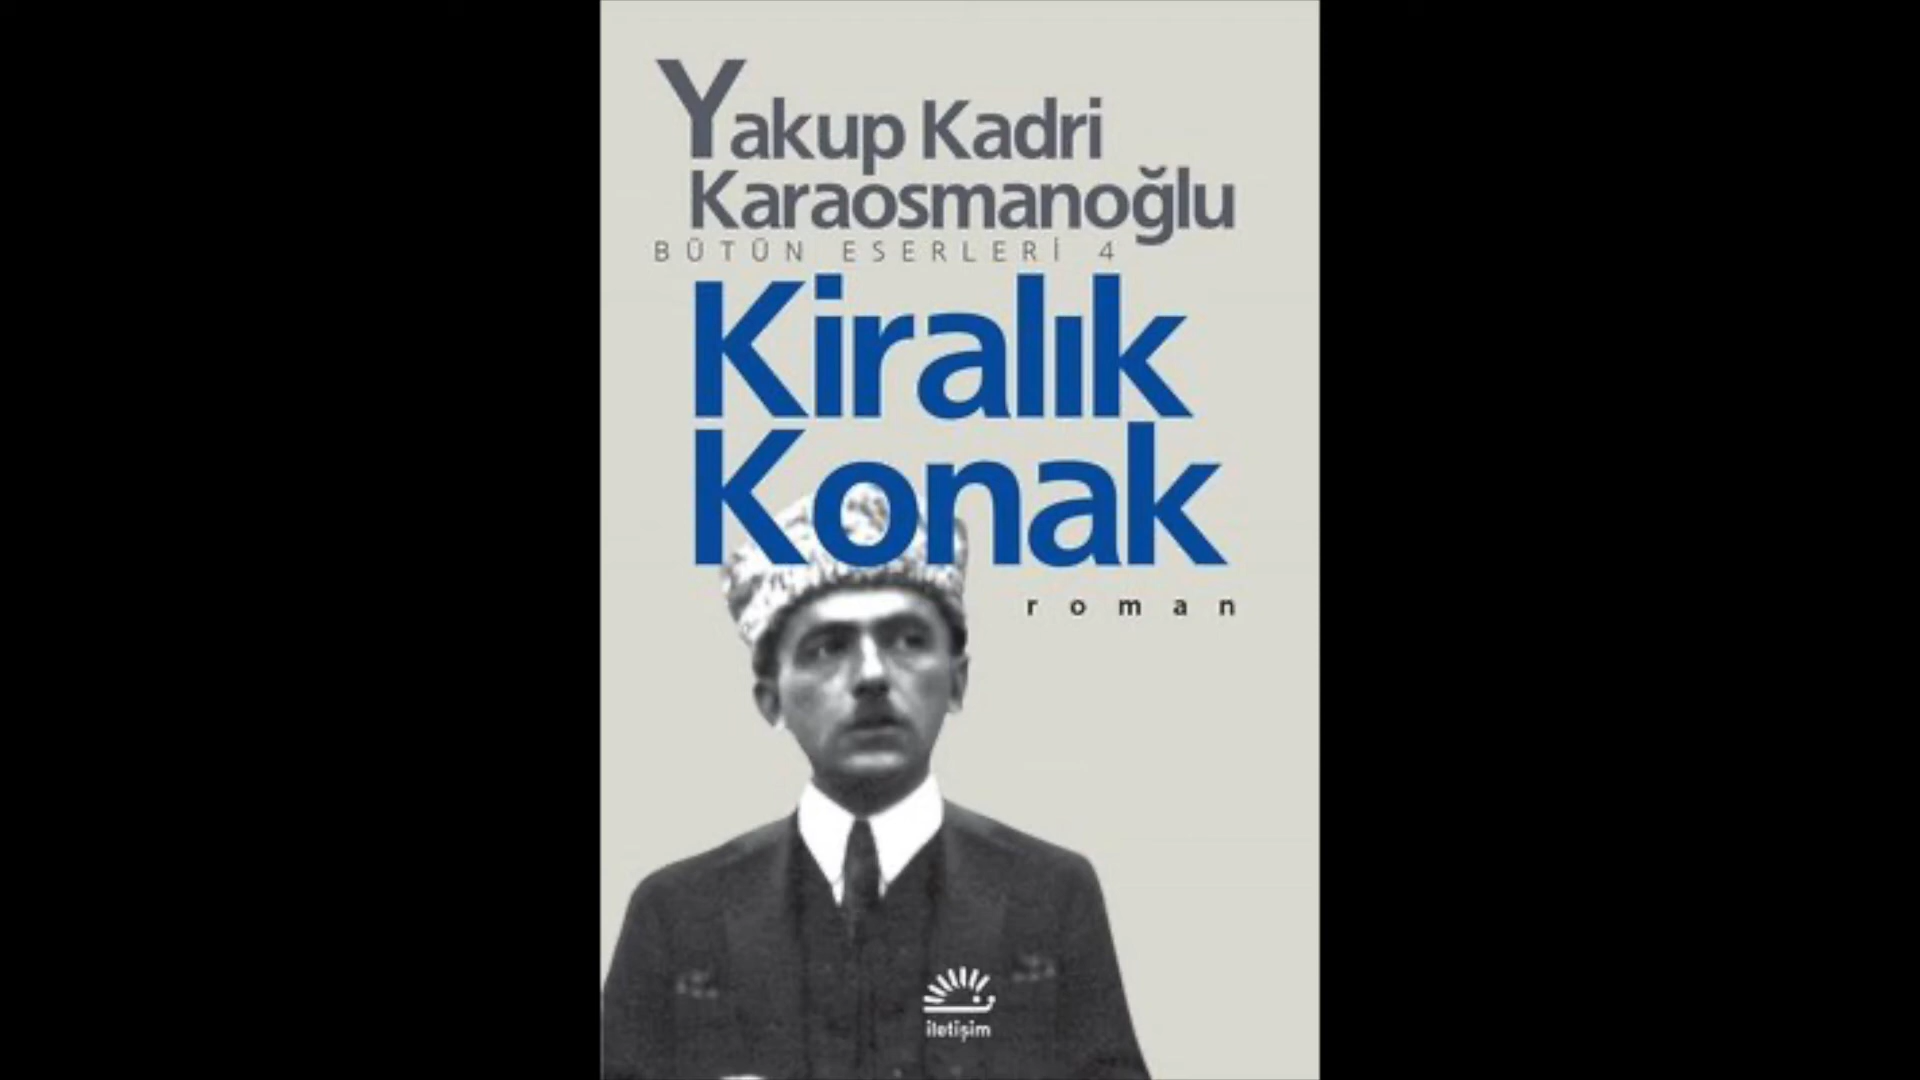 Yakup Kadri
Karaosmanoğlu
BÜTÜN ESERLERİ 4
Kiralık
Konak
roman
iletişim